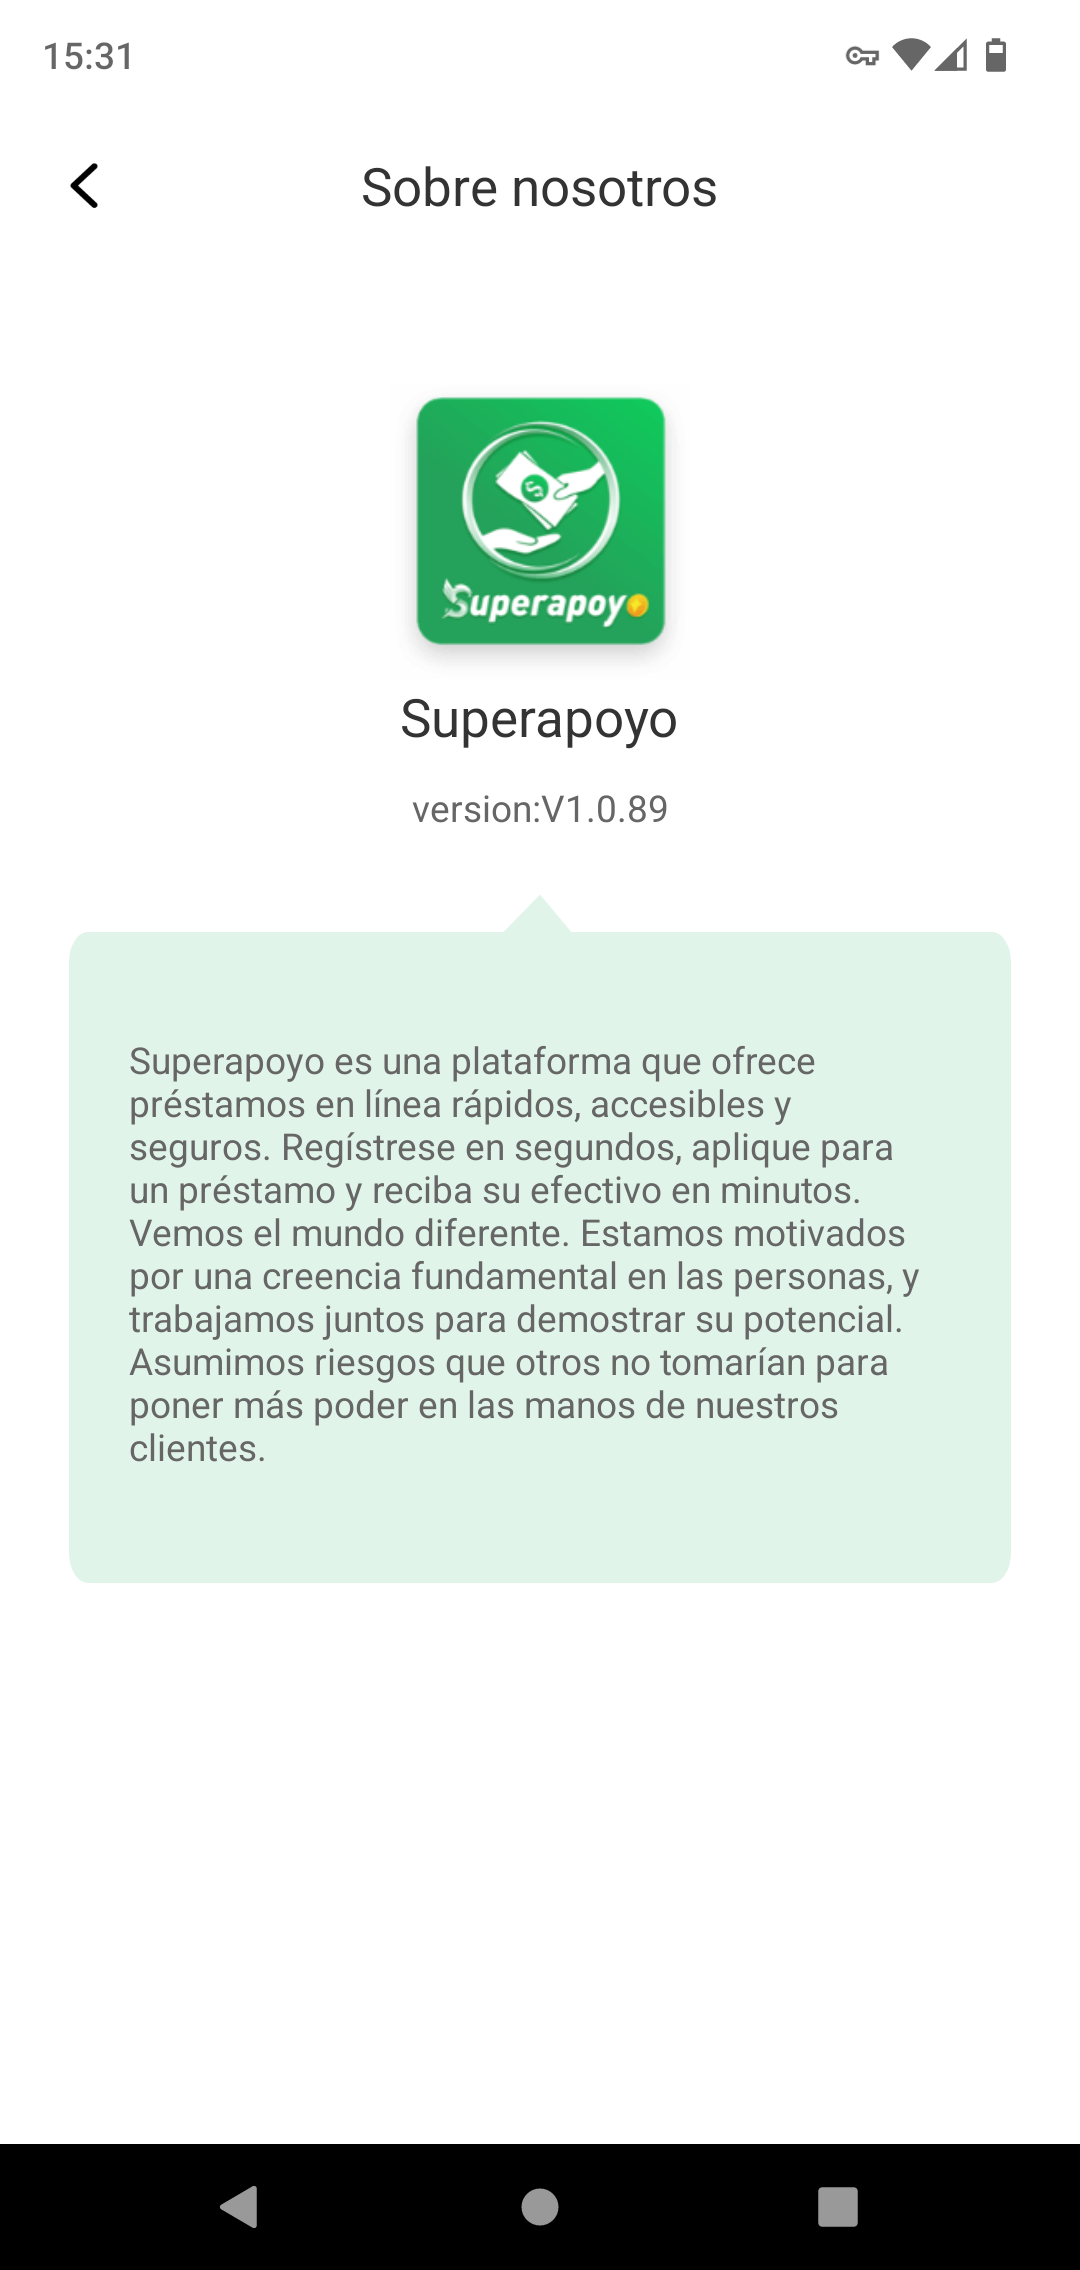 15:31
Sobre nosotros
Superapoyo
Superapoyo
version:V1.0.89
Superapoyo es una plataforma que ofrece
préstamos en línea rápidos, accesibles y
seguros. Regístrese en segundos, aplique para
un préstamo y reciba su efectivo en minutos.
Vemos el mundo diferente. Estamos motivados
por una creencia fundamental en las personas, y
trabajamos juntos para demostrar su potencial.
Asumimos riesgos que otros no tomarían para
poner más poder en las manos de nuestros
clientes.